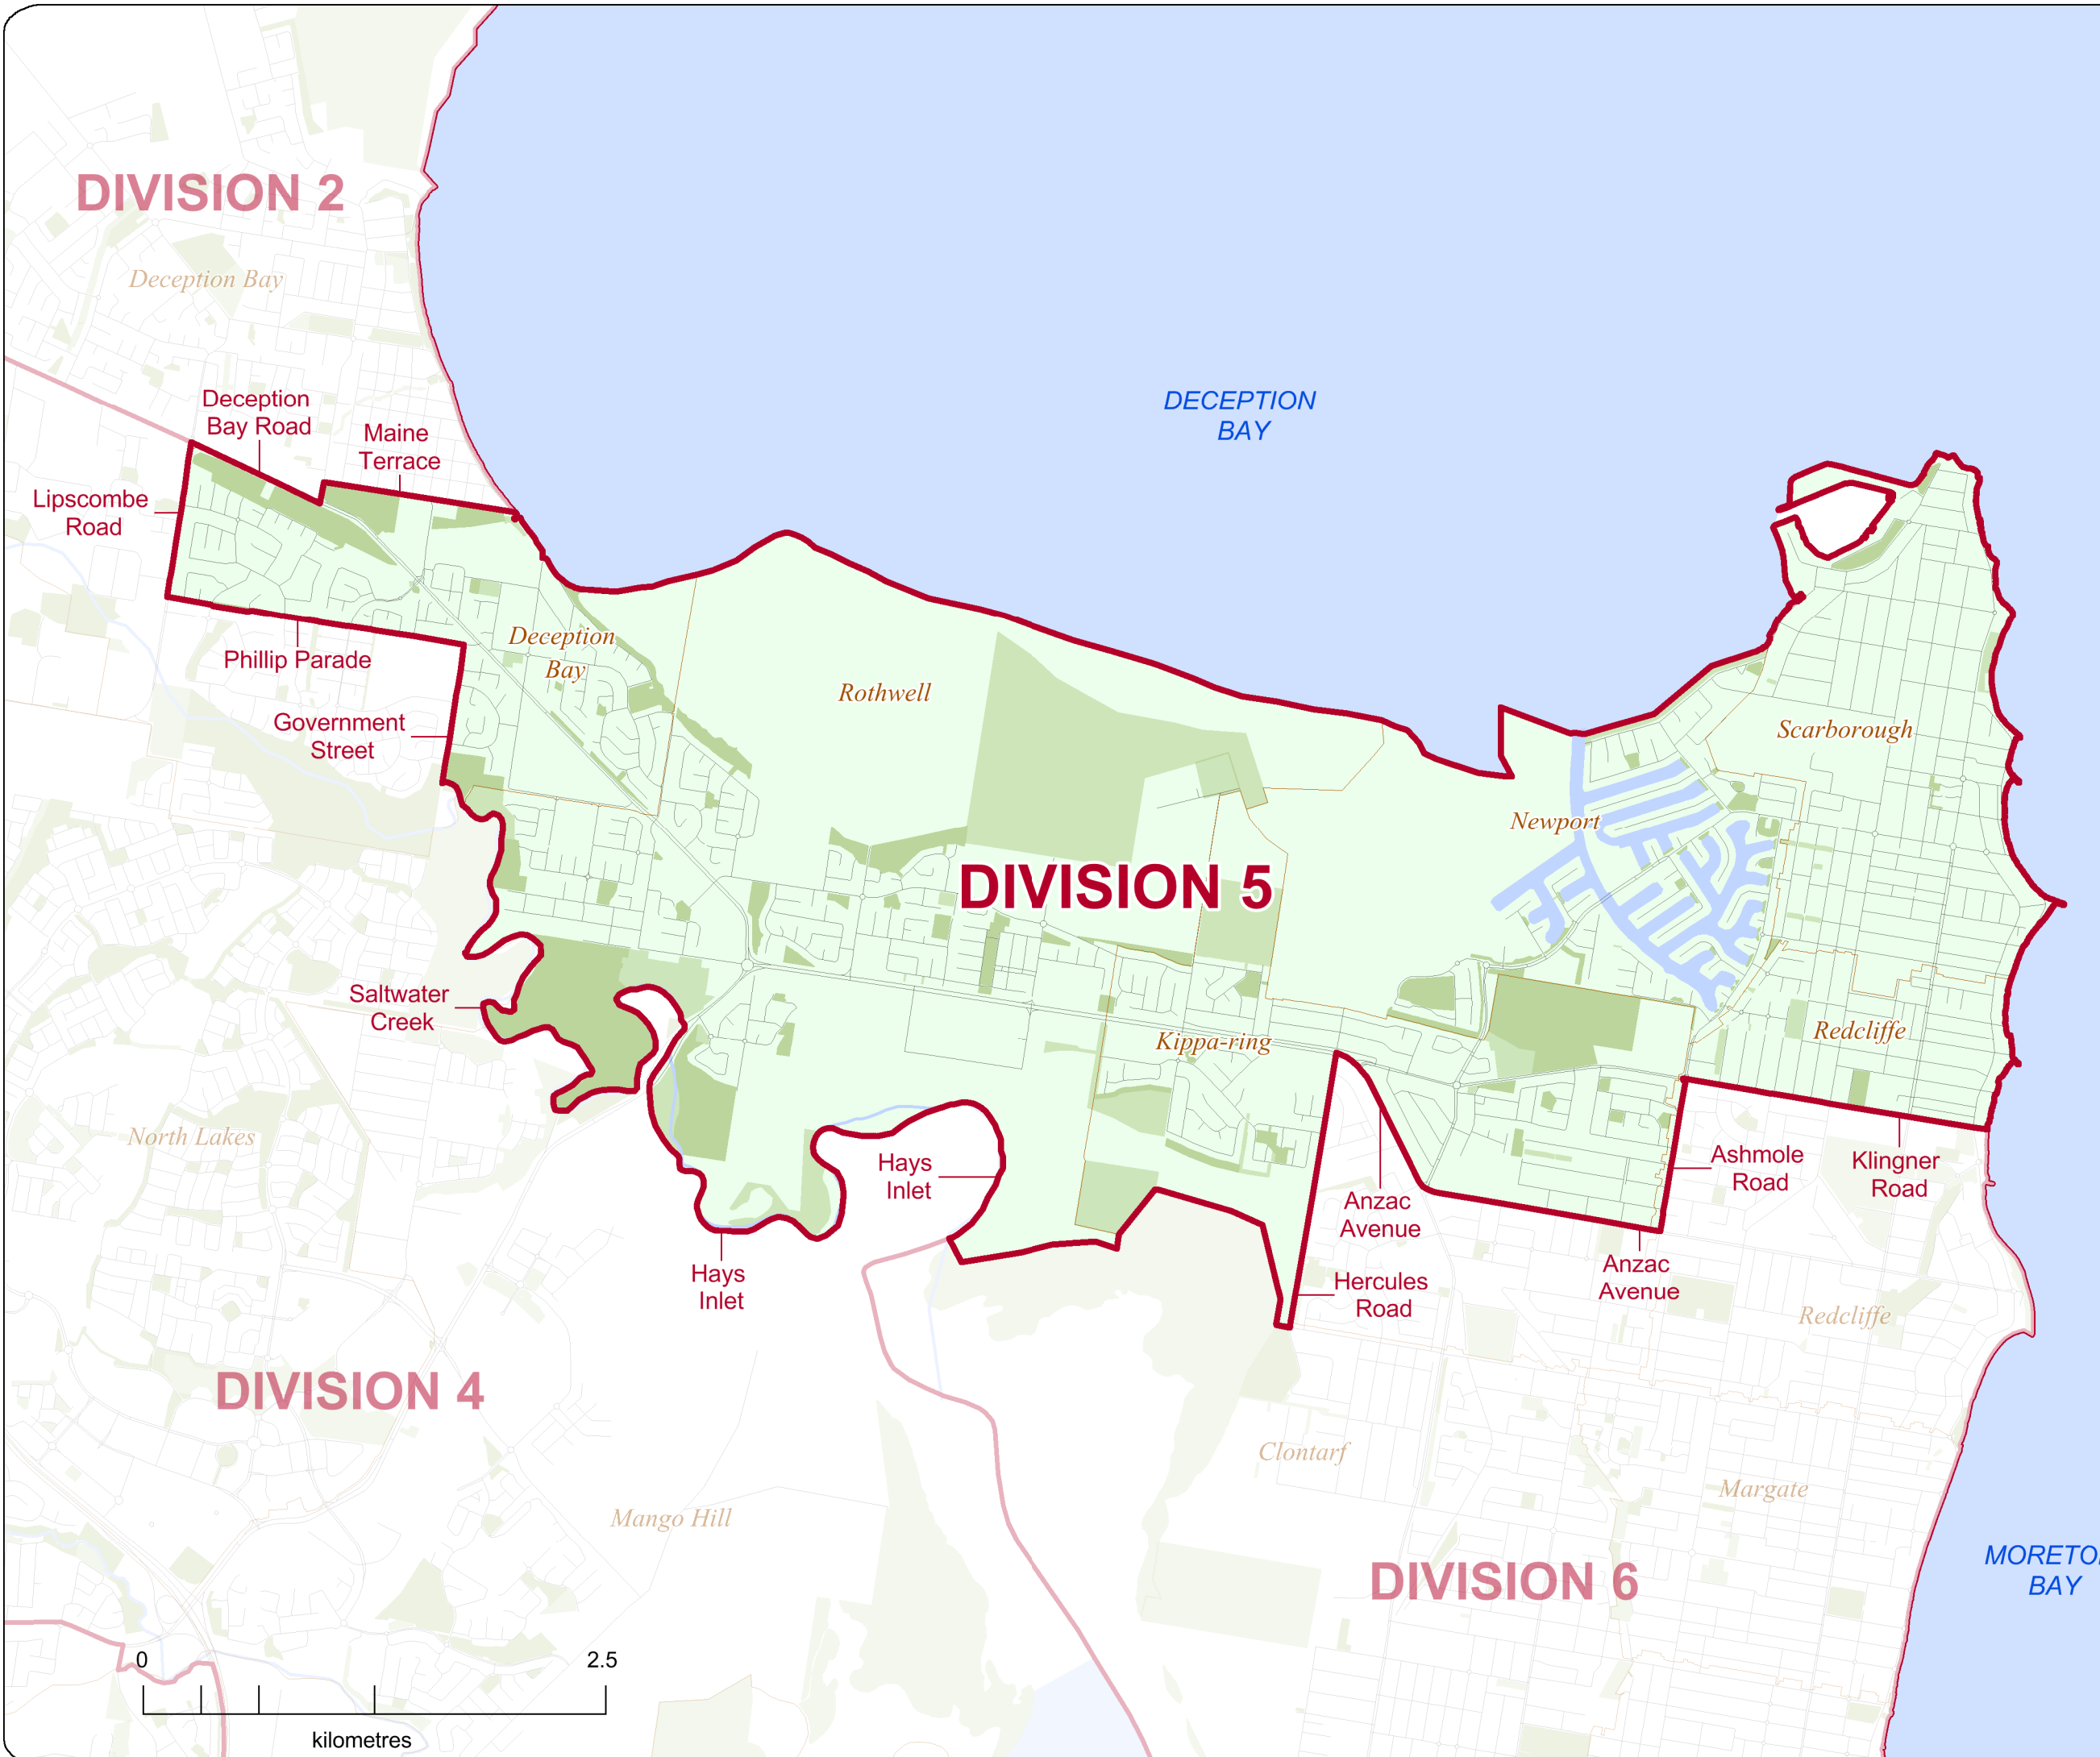 DIVISION 2
Deception Bay
DECEPTION
BAY
Deception
Bay Road
Maine
Terrace
Lipscombe
Road
Phillip Parade
Deception
Bay
Government
Street
Rothwell
Scarborough
Newport
DIVISION 5
Saltwater
Creek
Kippa-ring
Redcliffe
North Lakes
Hays
Inlet
Ashmole
Road
Klingner
Road
Anzac
Avenue
Hays
Inlet
Hercules
Road
Anzac
Avenue
Redcliffe
DIVISION 4
Clontarf
Margate
Mango Hill
DIVISION 6
MORETO
BAY
0
2.5
kilometres